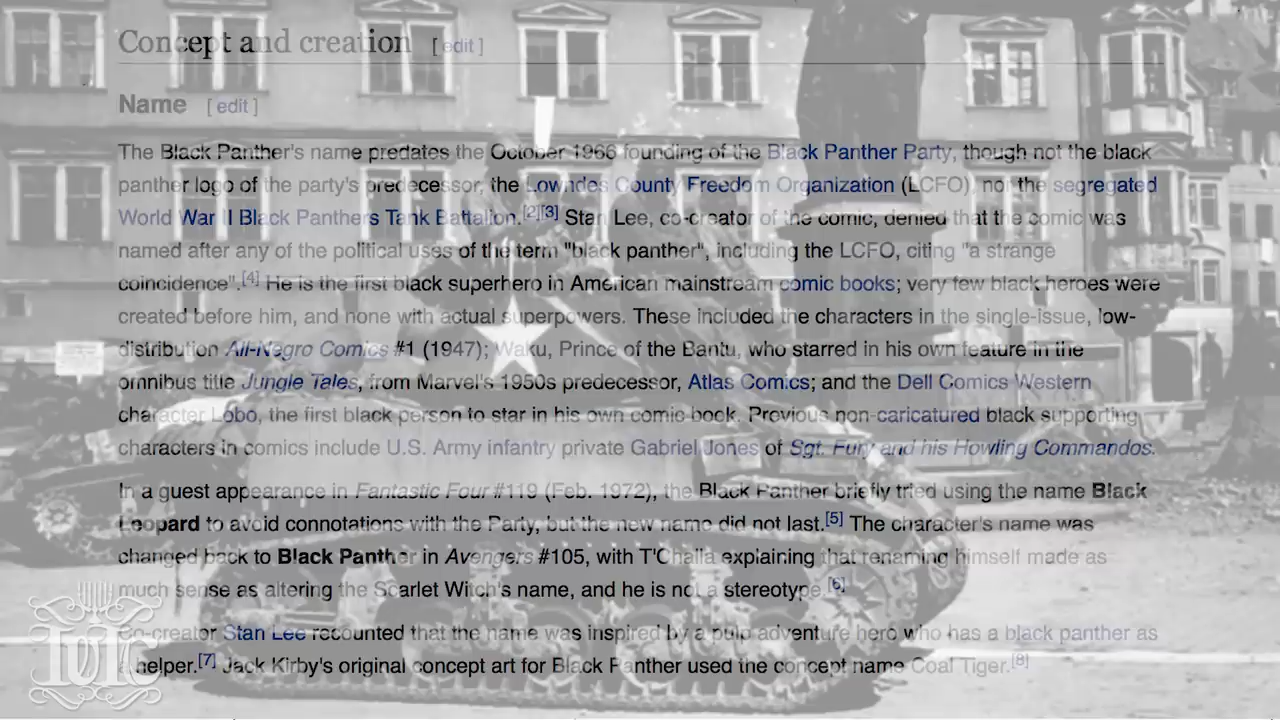 Concept and creation [ edit ]
Name [ edit ]
The Black Panther's name predates the October 1966 founding of the Black Panther Party, though not the black
panther logo of the party's predecessor, the Lowndes County Freedom Organization (LCFO), nor the segregated
World War II Black Panthers Tank Battalion.[2][3] Stan Lee, co-creator of the comic, denied that the comic was
named after any of the political uses of the term "black panther", including the LCFO, citing "a strange
coincidence".[4] He is the first black superhero in American mainstream comic books; very few black heroes were
created before him, and none with actual superpowers. These included the characters in the single-issue, low-
distribution All-Negro Comics #1 (1947); Waku, Prince of the Bantu, who starred in his own feature in the
omnibus title Jungle Tales, from Marvel's 1950s predecessor, Atlas Comics; and the Dell Comics Western
character Lobo, the first black person to star in his own comic book. Previous non-caricatured black supporting
characters in comics include U.S. Army infantry private Gabriel Jones of Sgt. Fury and his Howling Commandos.
In a guest appearance in Fantastic Four #119 (Feb. 1972), the Black Panther briefly tried using the name Black
Leopard to avoid connotations with the Party, but the new name did not last.[5] The character's name was
changed back to Black Panther in Avengers #105, with T'Challa explaining that renaming himself made as
much sense as altering the Scarlet Witch's name, and he is not a stereotype.[6]
Co-creator Stan Lee recounted that the name was inspired by a pulp adventure hero who has a black panther as
a helper.[7] Jack Kirby's original concept art for Black Panther used the concept name Coal Tiger.[8]